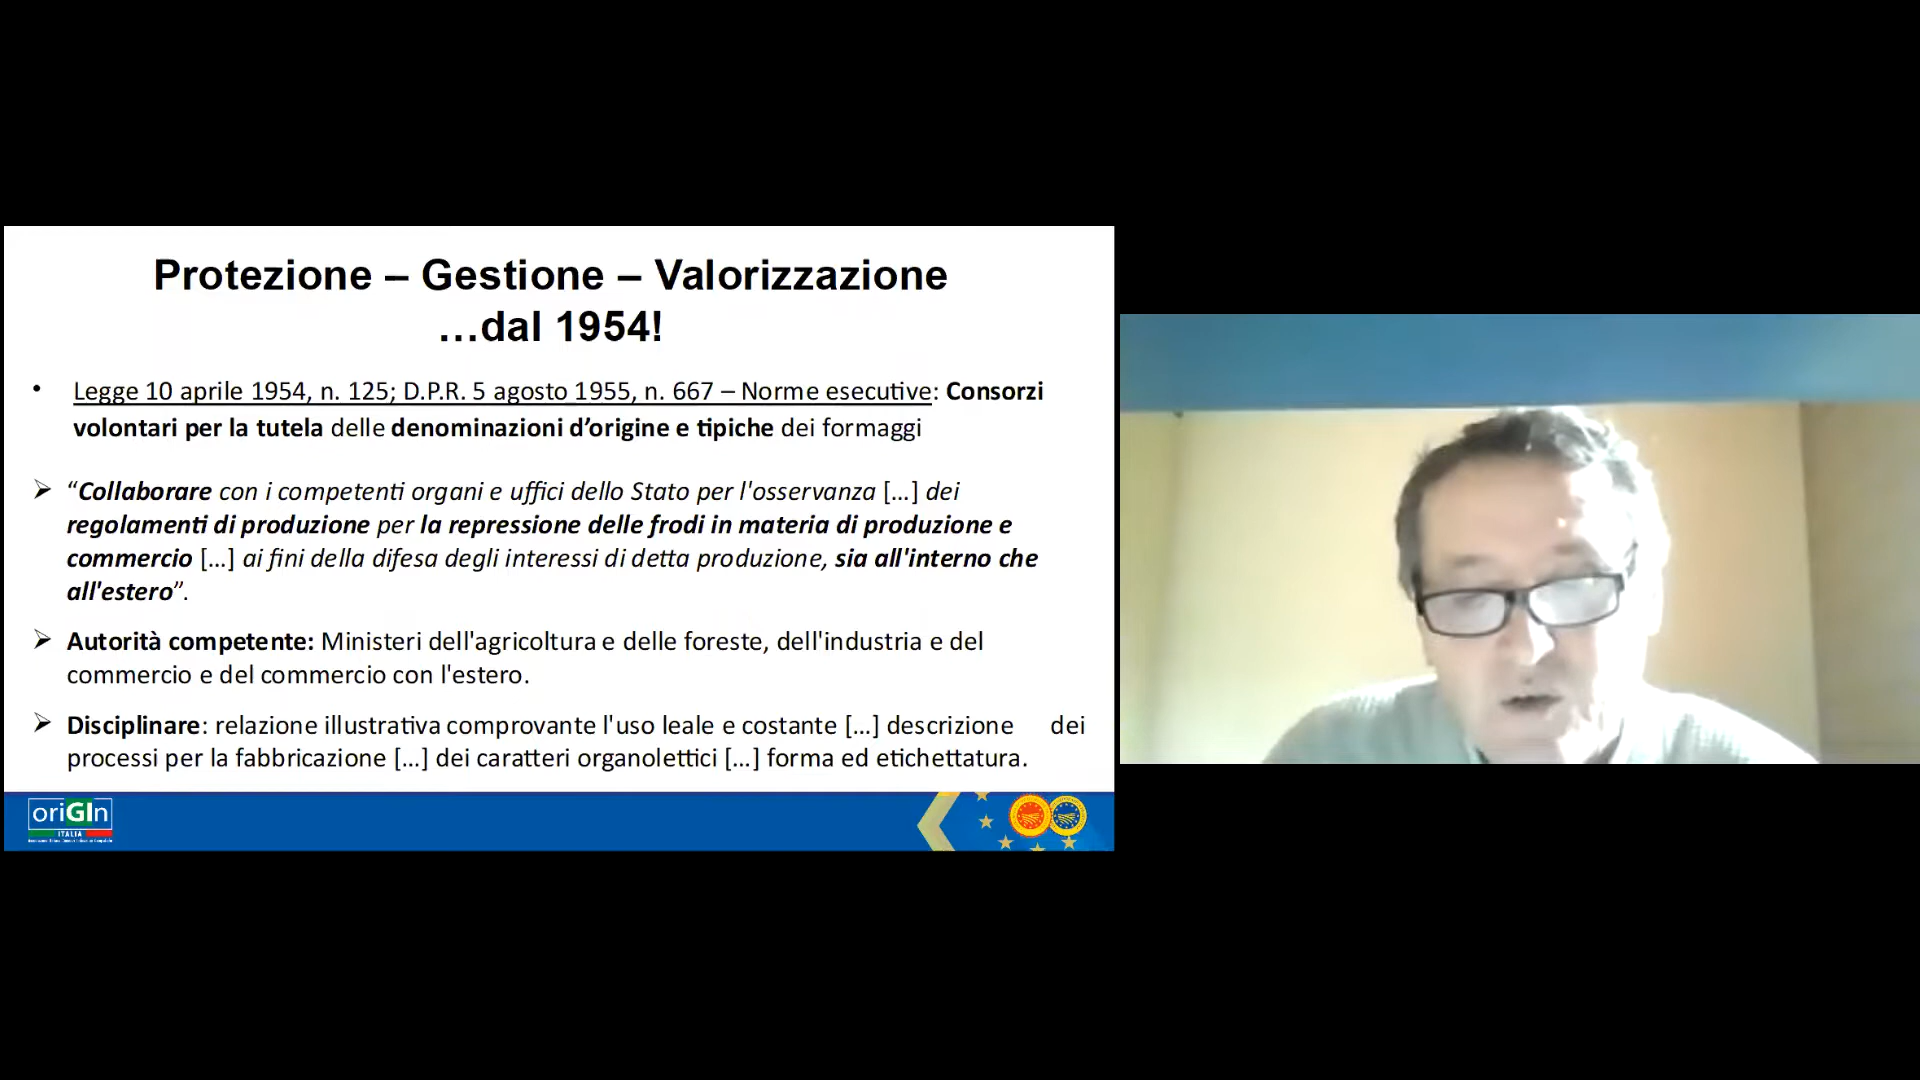 Protezione – Gestione – Valorizzazione
…dal 1954!
• Legge 10 aprile 1954, n. 125; D.P.R. 5 agosto 1955, n. 667 – Norme esecutive: Consorzi
volontari per la tutela delle denominazioni d’origine e tipiche dei formaggi
➢ “Collaborare con i competenti organi e uffici dello Stato per l'osservanza […] dei
regolamenti di produzione per la repressione delle frodi in materia di produzione e
commercio […] ai fini della difesa degli interessi di detta produzione, sia all'interno che
all'estero”.
➢ Autorità competente: Ministeri dell'agricoltura e delle foreste, dell'industria e del
commercio e del commercio con l'estero.
➢ Disciplinare: relazione illustrativa comprovante l'uso leale e costante […] descrizione dei
processi per la fabbricazione […] dei caratteri organolettici […] forma ed etichettatura.
oriGIn
ITALIA